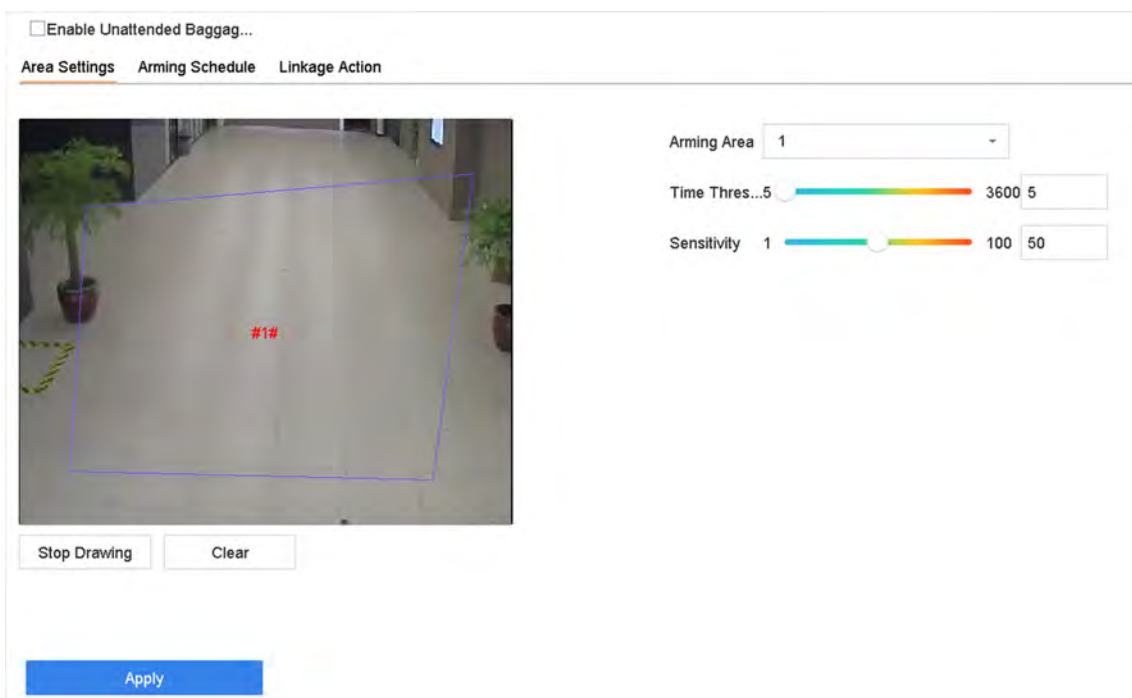 Enable Unattended Baggag...
Area Settings Arming Schedule Linkage Action
Arming Area 1
Time Thres...5 3600 5
Sensitivity 1 100 50
#1#
Stop Drawing Clear
Apply